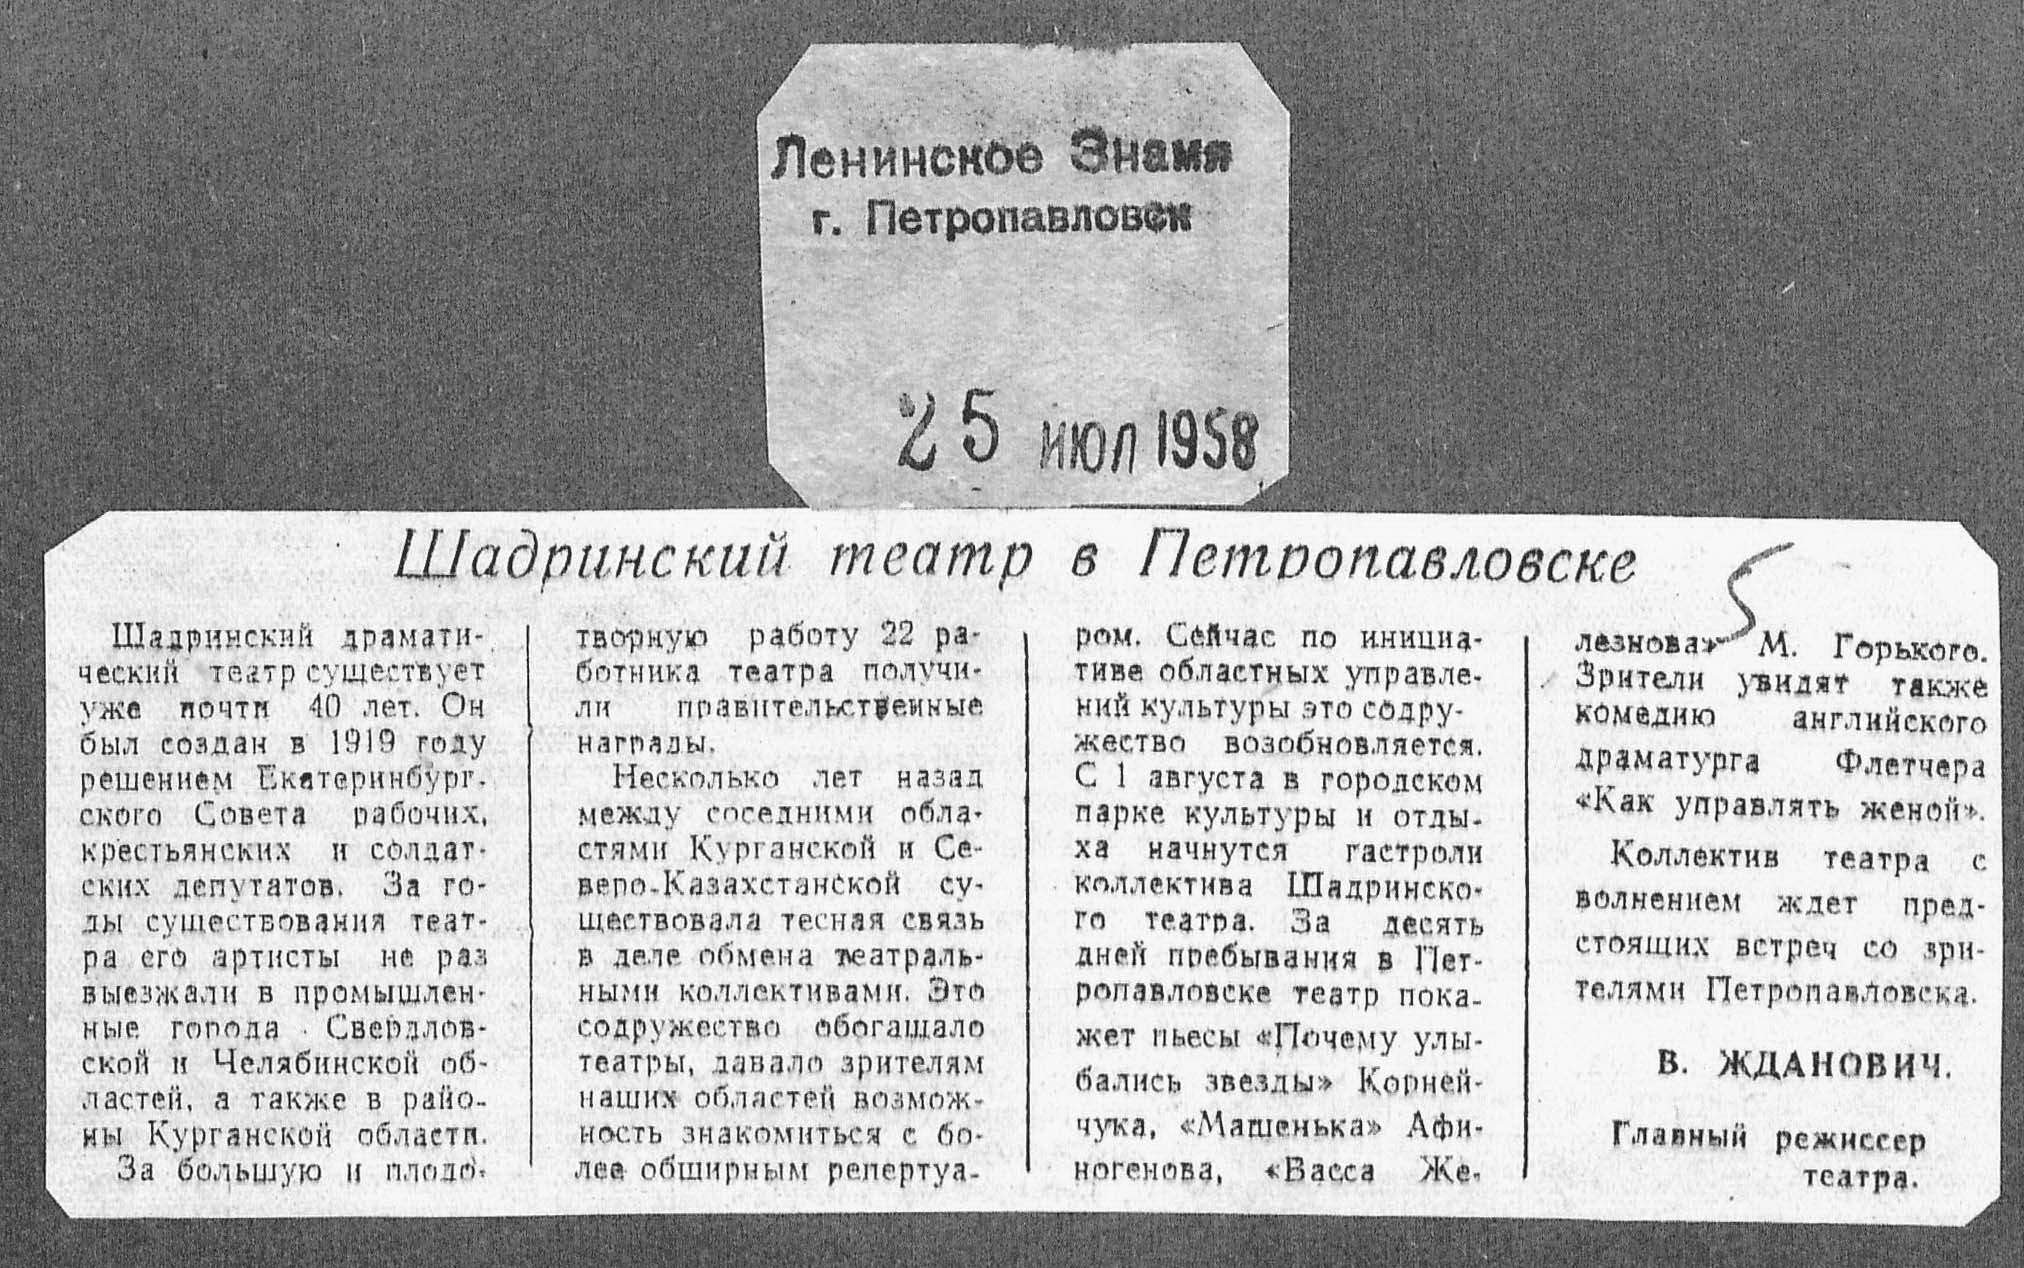 Ленинское Знамя
г. Петропавловск
25 ИЮЛ 1958
Шадринский театр в Петропавловске
Шадринский драмати-
ческий театр существует
уже почти 40 лет. Он
был создан в 1919 году
решением Екатеринбург-
ского Совета рабочих,
крестьянских и солдат-
ских депутатов. За го-
ды существования теат-
ра его артисты не раз
выезжали в промышлен-
ные города Свердлов-
ской и Челябинской об-
ластей, а также в райо-
ны Курганской области.
За большую и плодо-
творную работу 22 ра-
ботника театра получи-
ли правительственные
награды.
Несколько лет назад
между соседними обла-
стями Курганской и Се-
веро-Казахстанской су-
ществовала тесная связь
в деле обмена театраль-
ными коллективами. Это
содружество обогащало
театры, давало зрителям
наших областей возмож-
ность знакомиться с бо-
лее обширным репертуа-
ром. Сейчас по инициа-
тиве областных управле-
ний культуры это содру-
жество возобновляется.
С 1 августа в городском
парке культуры и отды-
ха начнутся гастроли
коллектива Шадринско-
го театра. За десять
дней пребывания в Пет-
ропавловске театр пока-
жет пьесы «Почему улы-
бались звезды» Корней-
чука, «Машенька» Афи-
ногенова, «Васса Же-
лезнова» М. Горького.
Зрители увидят также
комедию английского
драматурга Флетчера
«Как управлять женой».
Коллектив театра с
волнением ждет пред-
стоящих встреч со зри-
телями Петропавловска.
В. ЖДАНОВИЧ.
Главный режиссер
театра.